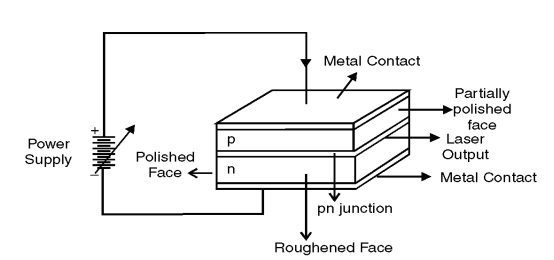 Metal Contact
Partially
polished
face
Laser
Output
Power
Supply
+
−
p
n
Polished
Face
Metal Contact
pn junction
Roughened Face